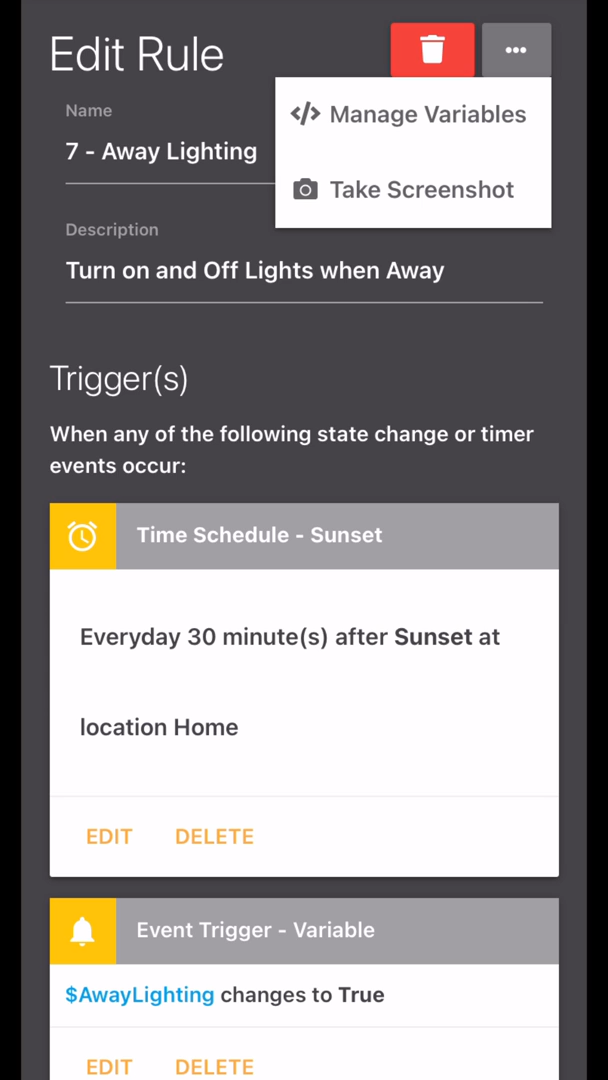 Edit Rule
Manage Variables
Take Screenshot
Name
7 - Away Lighting
Description
Turn on and Off Lights when Away
Trigger(s)
When any of the following state change or timer
events occur:
Time Schedule - Sunset
Everyday 30 minute(s) after Sunset at
location Home
EDIT DELETE
Event Trigger - Variable
$AwayLighting changes to True
EDIT DELETE